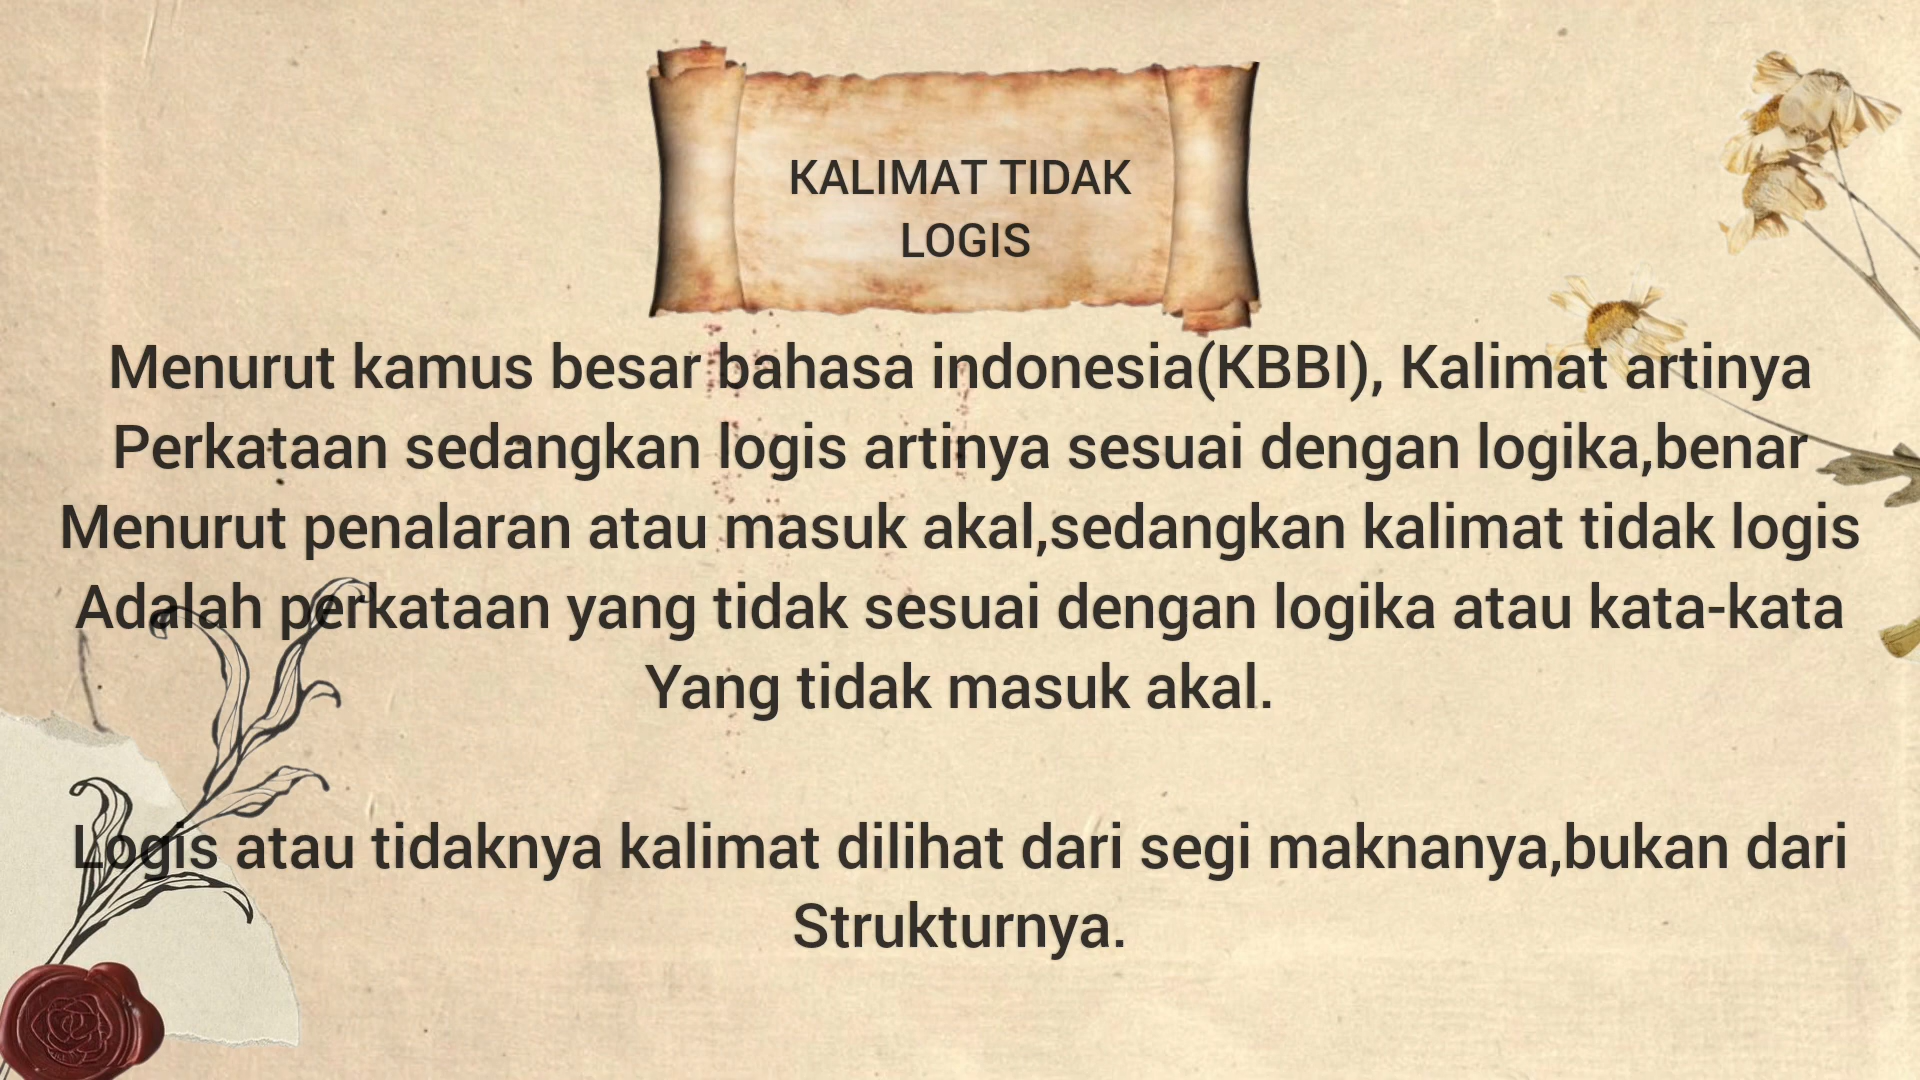 KALIMAT TIDAK
LOGIS
Menurut kamus besar bahasa indonesia(KBBI), Kalimat artinya
Perkataan sedangkan logis artinya sesuai dengan logika,benar
Menurut penalaran atau masuk akal,sedangkan kalimat tidak logis
Adalah perkataan yang tidak sesuai dengan logika atau kata-kata
Yang tidak masuk akal.
Logis atau tidaknya kalimat dilihat dari segi maknanya,bukan dari
Strukturnya.